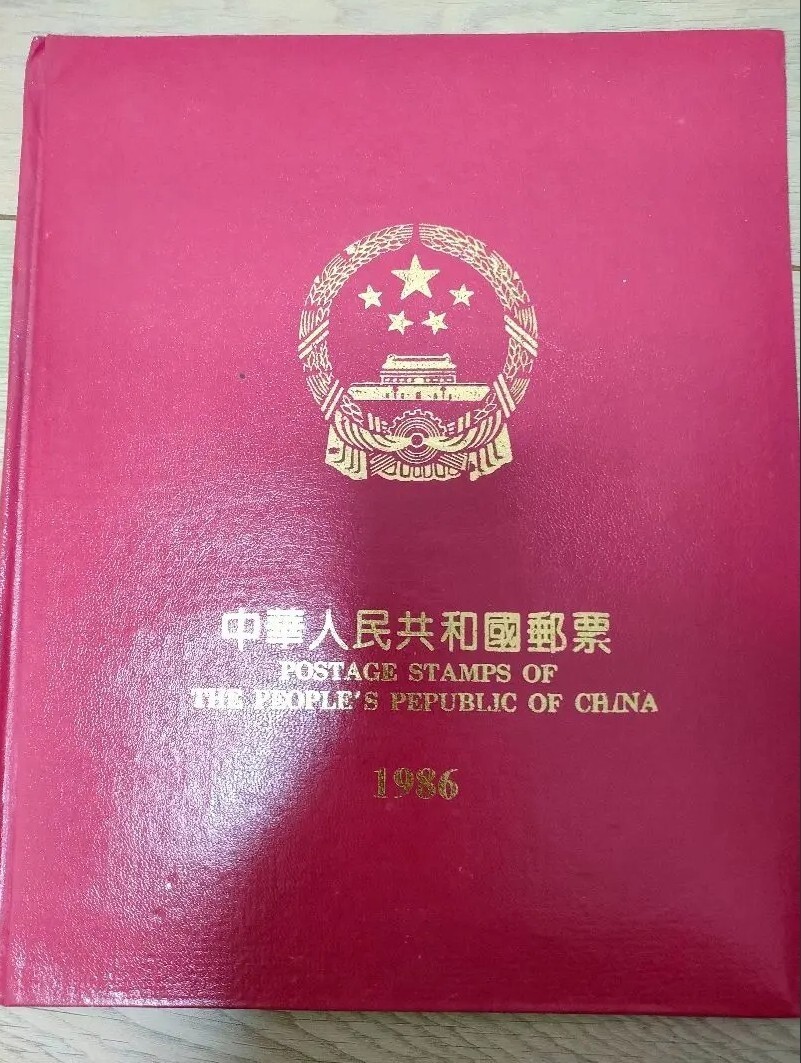 中華人民共和國郵票
POSTAGE STAMPS OF
THE PEOPLE'S PEPUBLIC OF CHINA
1986